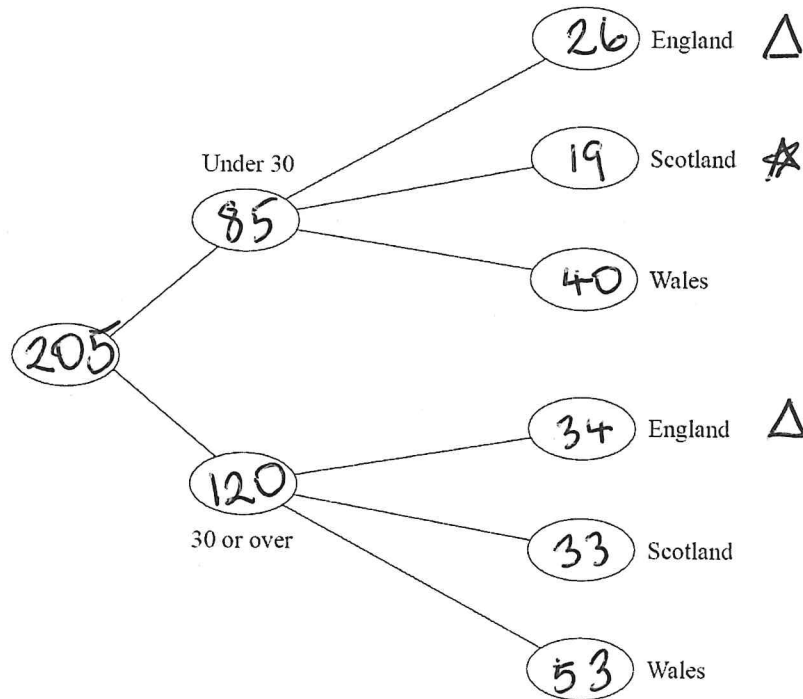 26 England
Under 30
19 Scotland
85
40 Wales
205
34 England
120
30 or over
33 Scotland
53 Wales